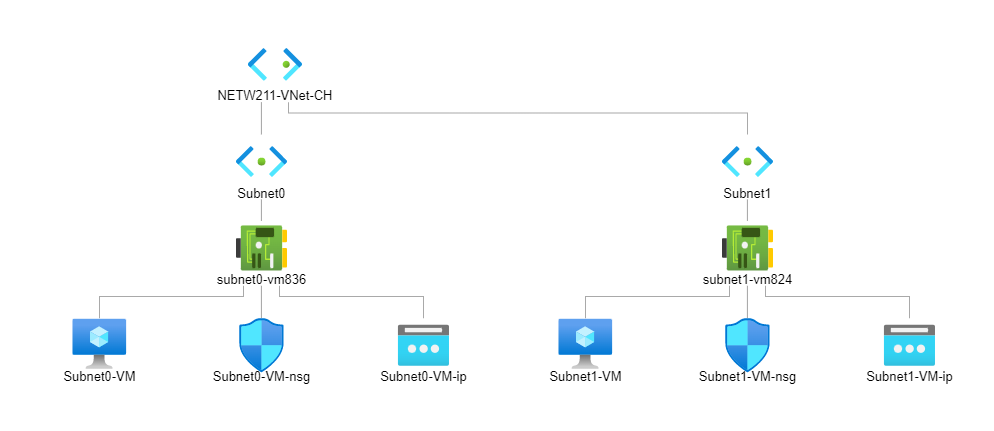 NETW211-VNet-CH
Subnet0
Subnet1
subnet0-vm836
subnet1-vm824
Subnet0-VM
Subnet0-VM-nsg
Subnet0-VM-ip
Subnet1-VM
Subnet1-VM-nsg
Subnet1-VM-ip